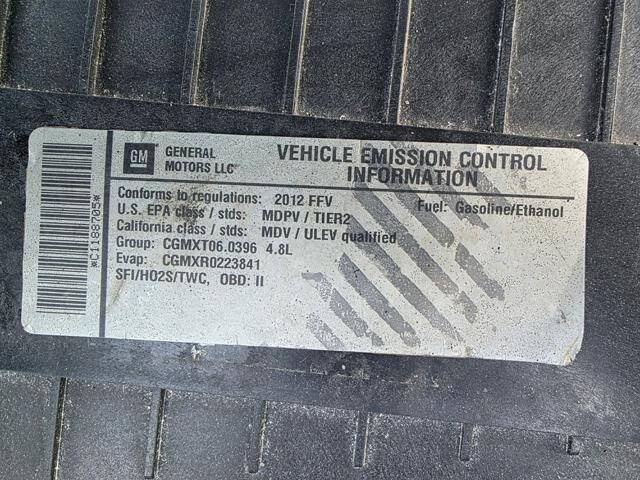 GM
GENERAL
MOTORS LLC
VEHICLE EMISSION CONTROL
INFORMATION
Conforms to regulations: 2012 FFV
Fuel: Gasoline/Ethanol
U.S. EPA class / stds: MDPV / TIER2
California class / stds: MDV / ULEV qualified
Group: CGMXT06.0396 4.8L
Evap: CGMXR0223841
SFI/HO2S/TWC, OBD: II
*C1188705*